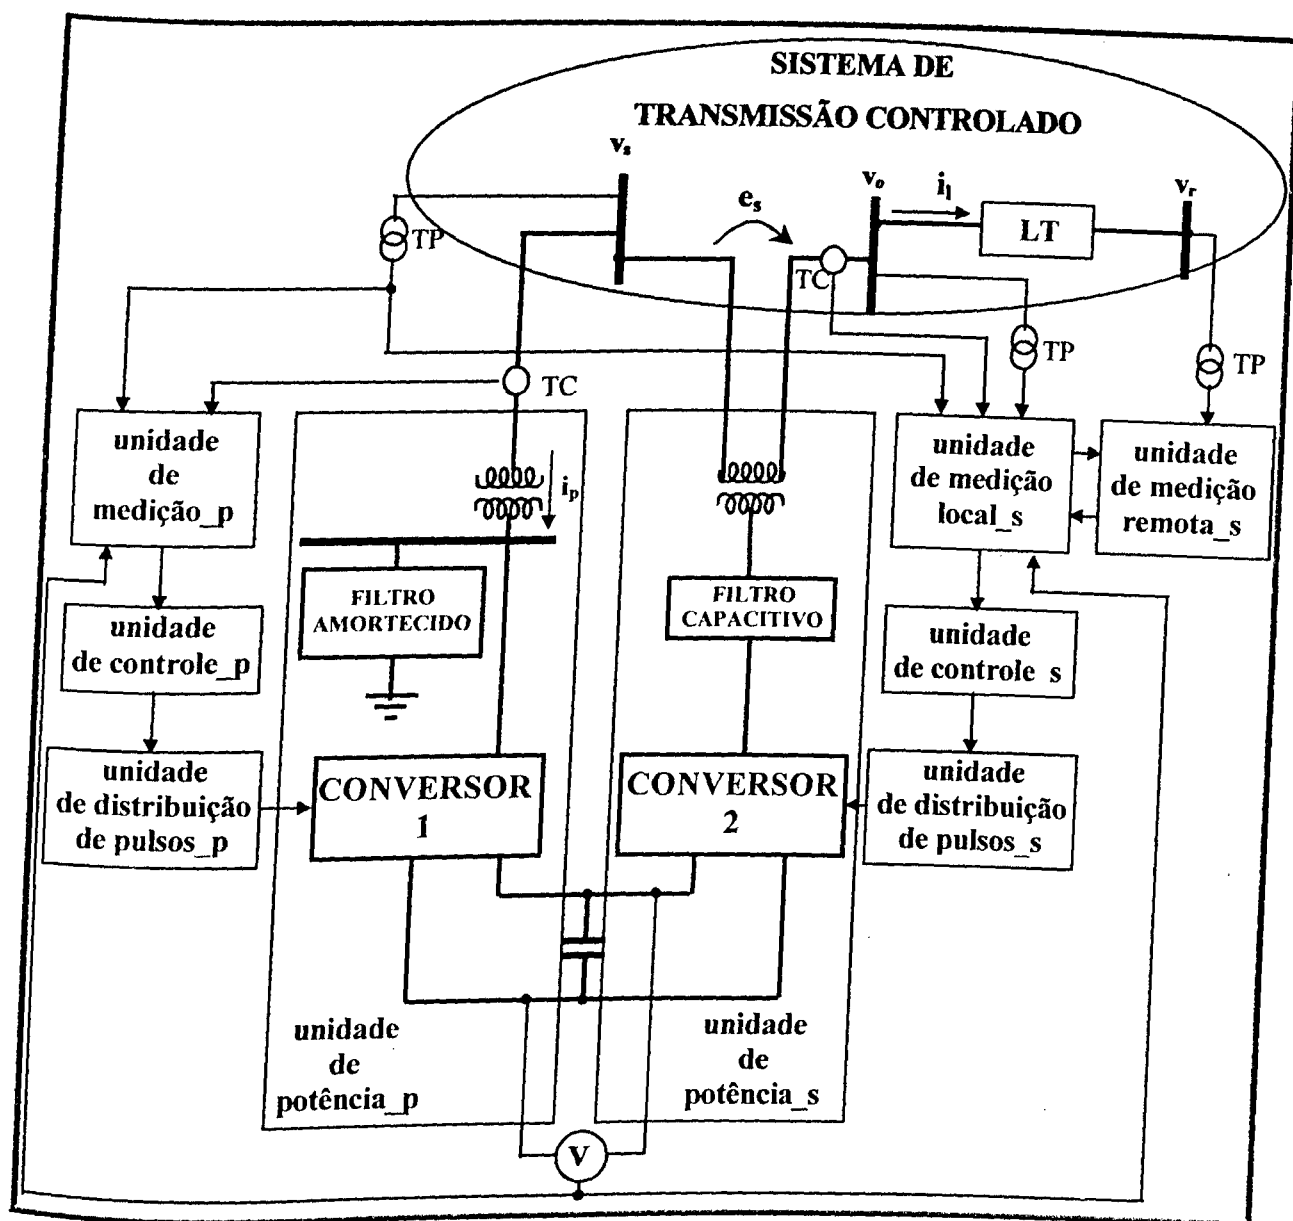 SISTEMA DE
TRANSMISSÃO CONTROLADO
vs
vo
il
vr
es
LT
TP
TC
TP
TP
TC
unidade
de
medição_p
ip
unidade
de medição
local_s
unidade
de medição
remota_s
FILTRO
AMORTECIDO
FILTRO
CAPACITIVO
unidade
de controle_p
unidade
de controle s
unidade
de distribuição
de pulsos_p
CONVERSOR
1
CONVERSOR
2
unidade
de distribuição
de pulsos_s
unidade
de
potência_p
unidade
de
potência_s
V